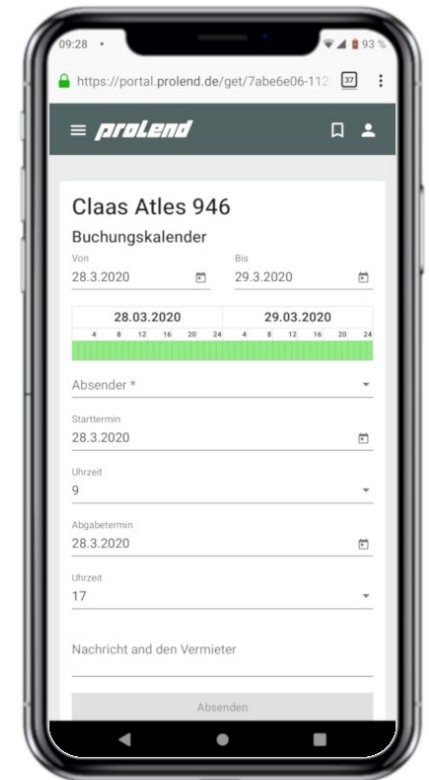 09:28 • 93 %
https://portal.prolend.de/get/7abe6e06-112 37
prolend
Claas Atles 946
Buchungskalender
Von Bis
28.3.2020 29.3.2020
28.03.2020 29.03.2020
4 8 12 16 20 24 4 8 12 16 20 24
Absender *
Starttermin
28.3.2020
Uhrzeit
9
Abgabetermin
28.3.2020
Uhrzeit
17
Nachricht and den Vermieter
Absenden